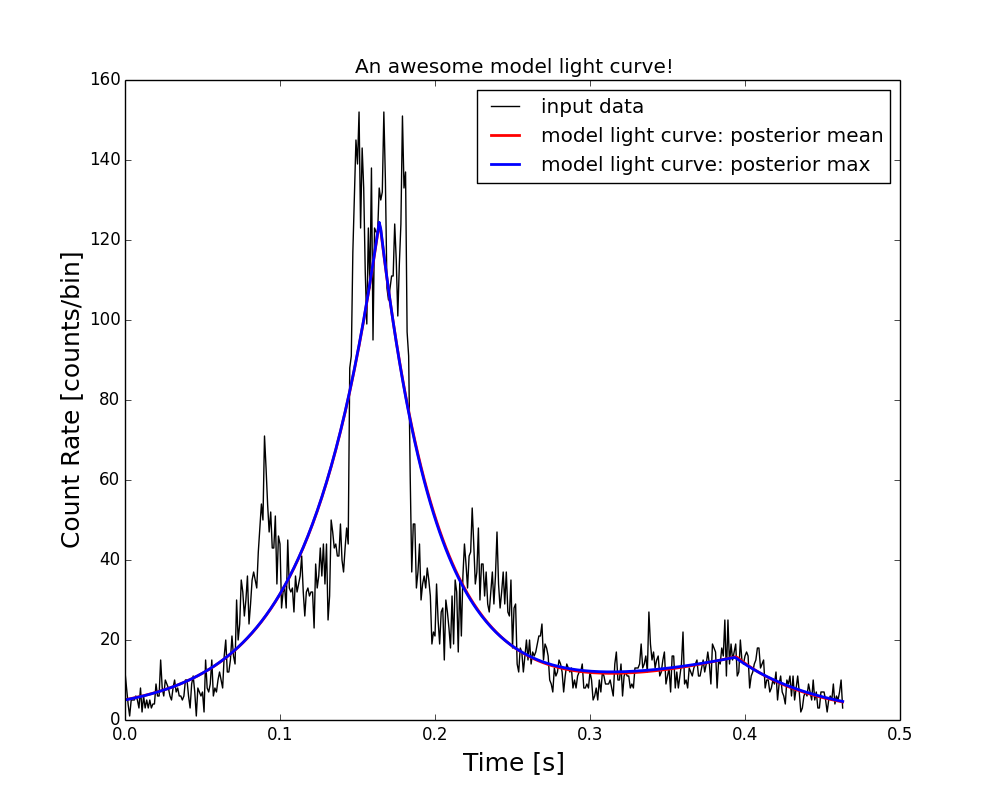 An awesome model light curve!
input data
model light curve: posterior mean
model light curve: posterior max
Count Rate [counts/bin]
160
140
120
100
80
60
40
20
0
0.0 0.1 0.2 0.3 0.4 0.5
Time [s]